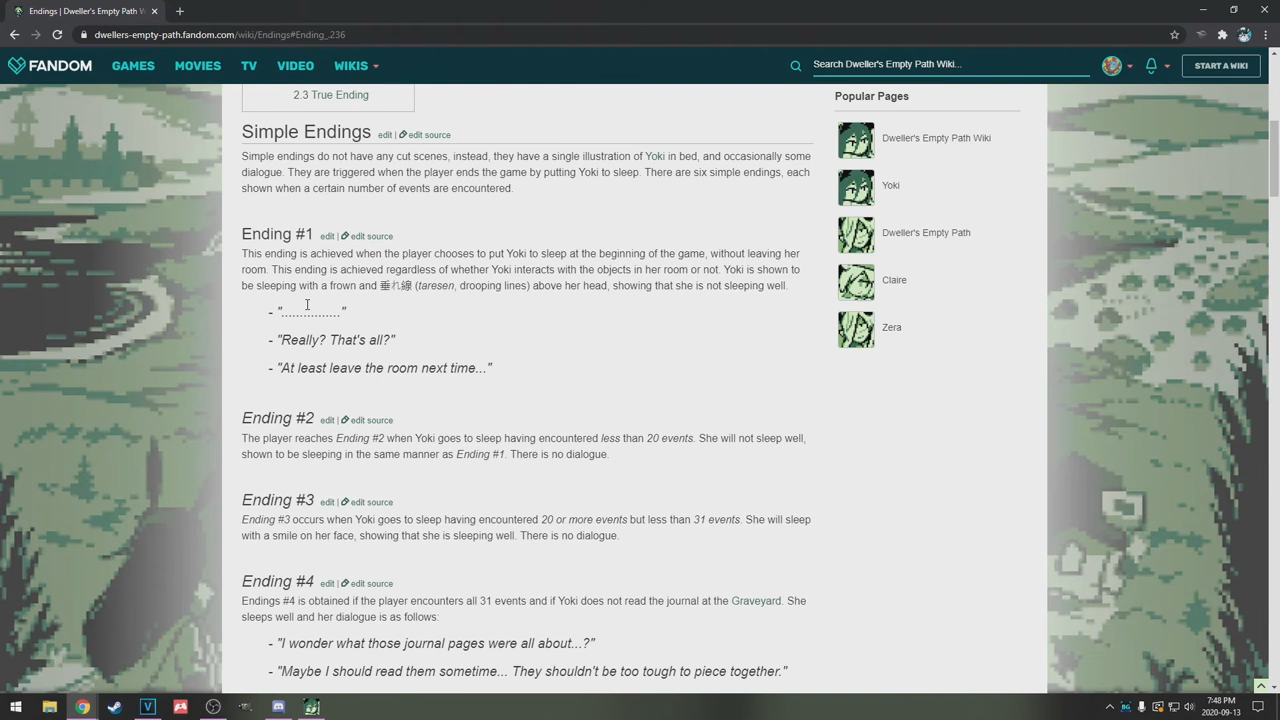 Endings | Dweller's Empty P
dwellers-empty-path.fandom.com/wiki/Endings#Ending_.236
FANDOM
GAMES
MOVIES
TV
VIDEO
WIKIS
Search Dweller's Empty Path Wiki...
START A WIKI
2.3 True Ending
Simple Endings edit | edit source
Simple endings do not have any cut scenes, instead, they have a single illustration of Yoki in bed, and occasionally some
dialogue. They are triggered when the player ends the game by putting Yoki to sleep. There are six simple endings, each
shown when a certain number of events are encountered.
Ending #1 edit | edit source
This ending is achieved when the player chooses to put Yoki to sleep at the beginning of the game, without leaving her
room. This ending is achieved regardless of whether Yoki interacts with the objects in her room or not. Yoki is shown to
be sleeping with a frown and 垂れ線 (taresen, drooping lines) above her head, showing that she is not sleeping well.
- "................"
- "Really? That's all?"
- "At least leave the room next time..."
Ending #2 edit | edit source
The player reaches Ending #2 when Yoki goes to sleep having encountered less than 20 events. She will not sleep well,
shown to be sleeping in the same manner as Ending #1. There is no dialogue.
Ending #3 edit | edit source
Ending #3 occurs when Yoki goes to sleep having encountered 20 or more events but less than 31 events. She will sleep
with a smile on her face, showing that she is sleeping well. There is no dialogue.
Ending #4 edit | edit source
Endings #4 is obtained if the player encounters all 31 events and if Yoki does not read the journal at the Graveyard. She
sleeps well and her dialogue is as follows:
- "I wonder what those journal pages were all about...?"
- "Maybe I should read them sometime... They shouldn't be too tough to piece together."
Popular Pages
Dweller's Empty Path Wiki
Yoki
Dweller's Empty Path
Claire
Zera
7:48 PM
2020-09-13